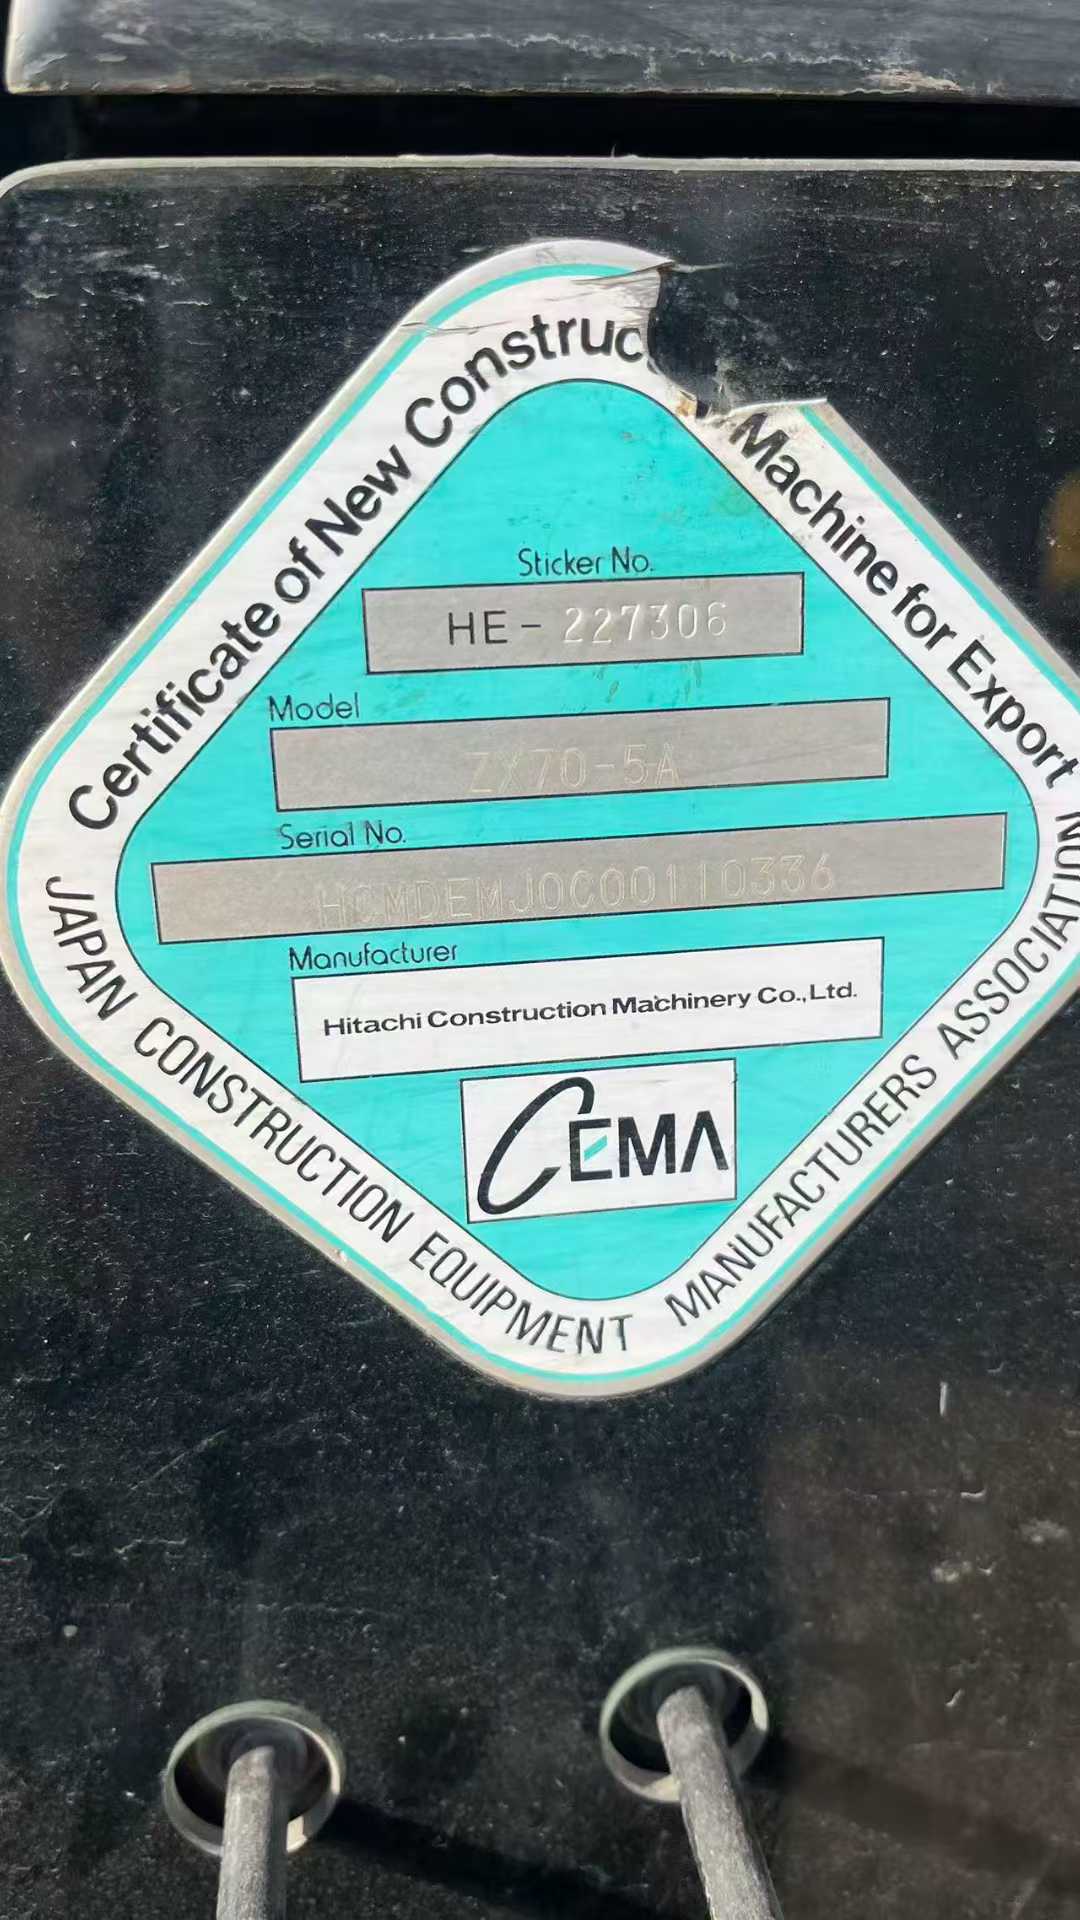 Certificate of New Construc
Machine for Export
Sticker No.
HE- 227306
Model
ZX70-5A
Serial No.
HCMDEMJ0C00110336
Manufacturer
Hitachi Construction Machinery Co., Ltd.
CEMA
JAPAN CONSTRUCTION EQUIPMENT MANUFACTURERS ASSOCIATION